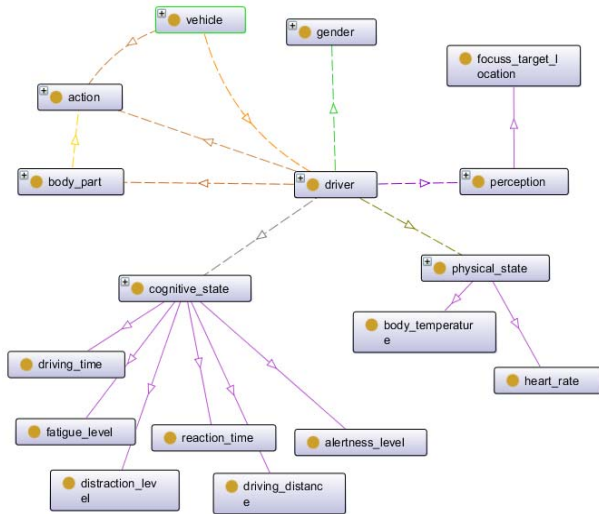 vehicle
gender
focuss_target_l
ocation
action
body_part
driver
perception
physical_state
cognitive_state
body_temperatur
e
driving_time
heart_rate
fatigue_level
reaction_time
alertness_level
distraction_lev
el
driving_distanc
e